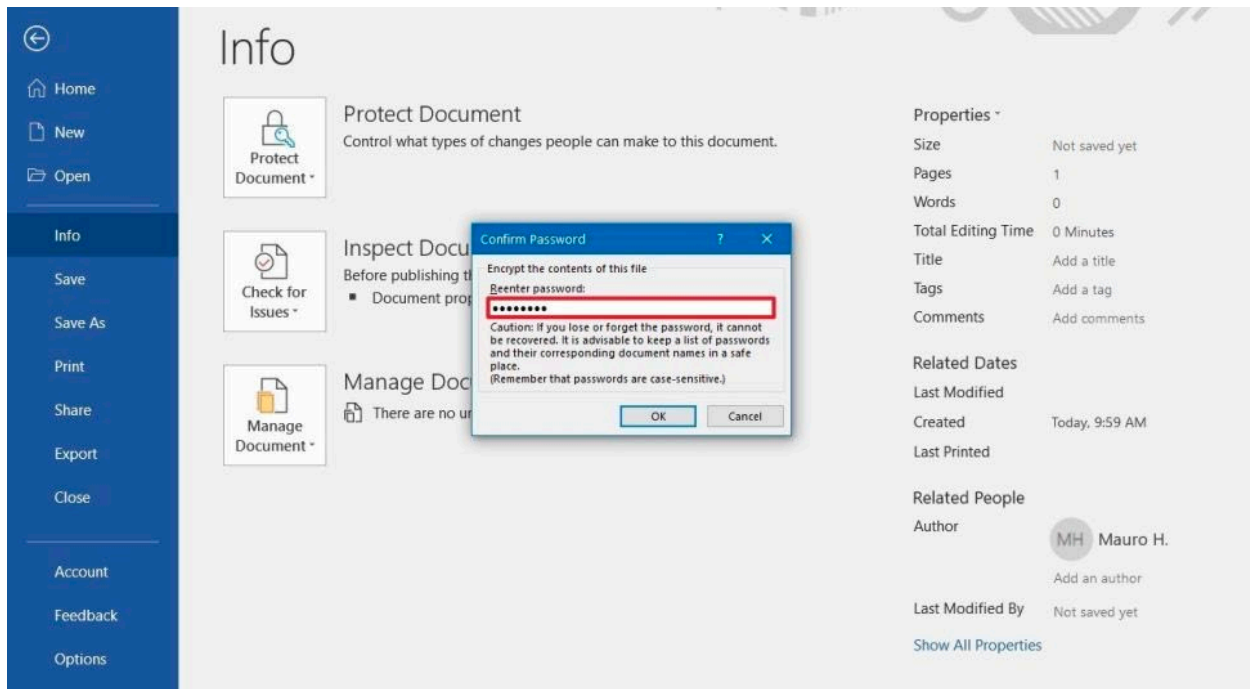 Info
Home
New
Open
Info
Save
Save As
Print
Share
Export
Close
Account
Feedback
Options
Protect
Document
Protect Document
Control what types of changes people can make to this document.
Check for
Issues
Inspect Docu
Before publishing th
Document prop
Manage
Document
Manage Doc
There are no un
Confirm Password ? ×
Encrypt the contents of this file
Reenter password:
••••••••
Caution: If you lose or forget the password, it cannot
be recovered. It is advisable to keep a list of passwords
and their corresponding document names in a safe
place.
(Remember that passwords are case-sensitive.)
OK Cancel
Properties
Size Not saved yet
Pages 1
Words 0
Total Editing Time 0 Minutes
Title Add a title
Tags Add a tag
Comments Add comments
Related Dates
Last Modified
Created Today, 9:59 AM
Last Printed
Related People
Author
MH Mauro H.
Add an author
Last Modified By Not saved yet
Show All Properties